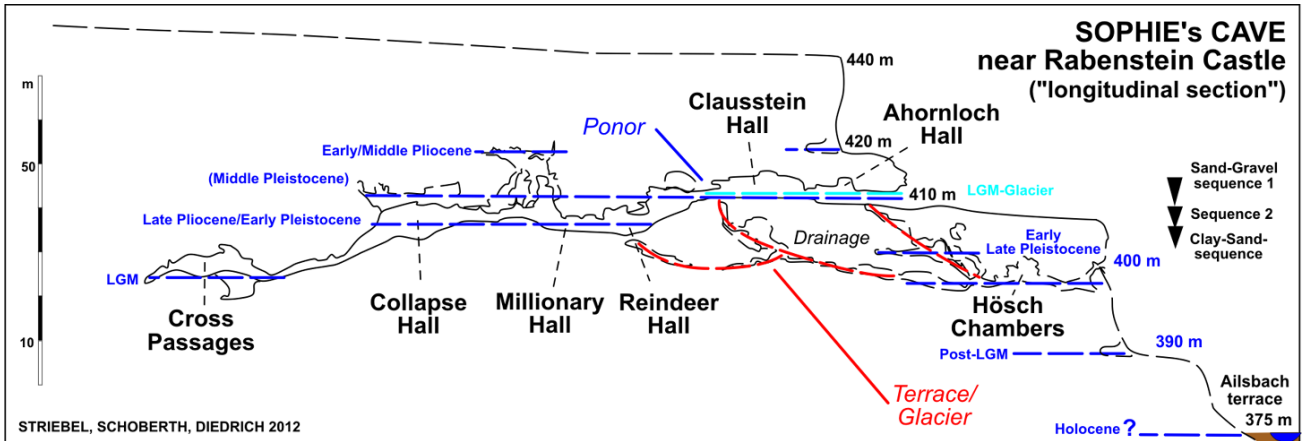 SOPHIE's CAVE
near Rabenstein Castle
("longitudinal section")
440 m
m
Clausstein
Hall
Ahornloch
Hall
Ponor
420 m
Early/Middle Pliocene
50
(Middle Pleistocene)
LGM-Glacier
410 m
Sand-Gravel
sequence 1
Sequence 2
Clay-Sand-
sequence
Late Pliocene/Early Pleistocene
Drainage
Early
Late Pleistocene
400 m
LGM
Cross
Passages
Collapse
Hall
Millionary
Hall
Reindeer
Hall
Hösch
Chambers
10
390 m
Post-LGM
Terrace/
Glacier
Ailsbach
terrace
375 m
Holocene ?
STRIEBEL, SCHOBERTH, DIEDRICH 2012